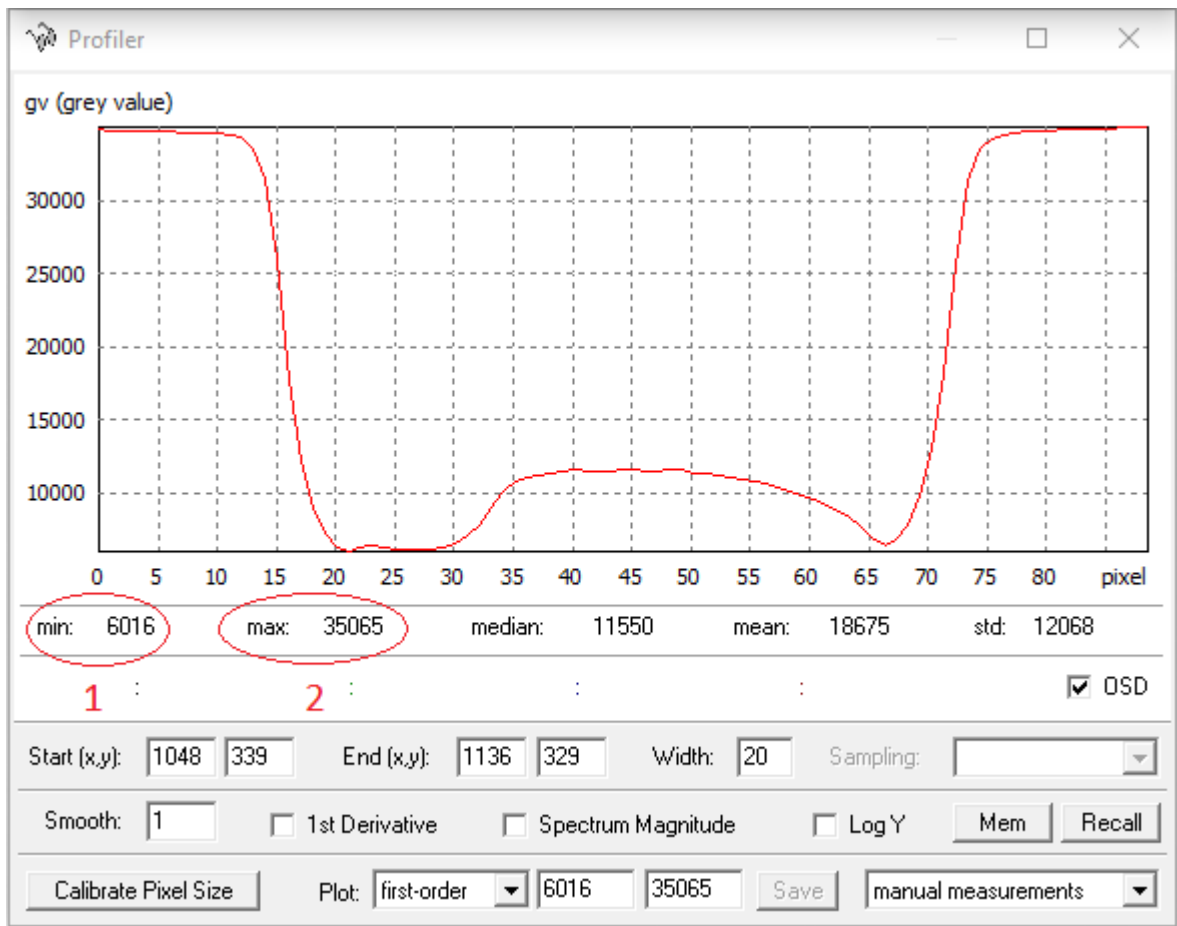 Profiler
gv (grey value)
30000
25000
20000
15000
10000
0 5 10 15 20 25 30 35 40 45 50 55 60 65 70 75 80 pixel
min: 6016 max: 35065 median: 11550 mean: 18675 std: 12068
1 : 2 : : : OSD
Start (x,y): 1048 339 End (x,y): 1136 329 Width: 20 Sampling:
Smooth: 1 1st Derivative Spectrum Magnitude Log Y Mem Recall
Calibrate Pixel Size Plot: first-order 6016 35065 Save manual measurements